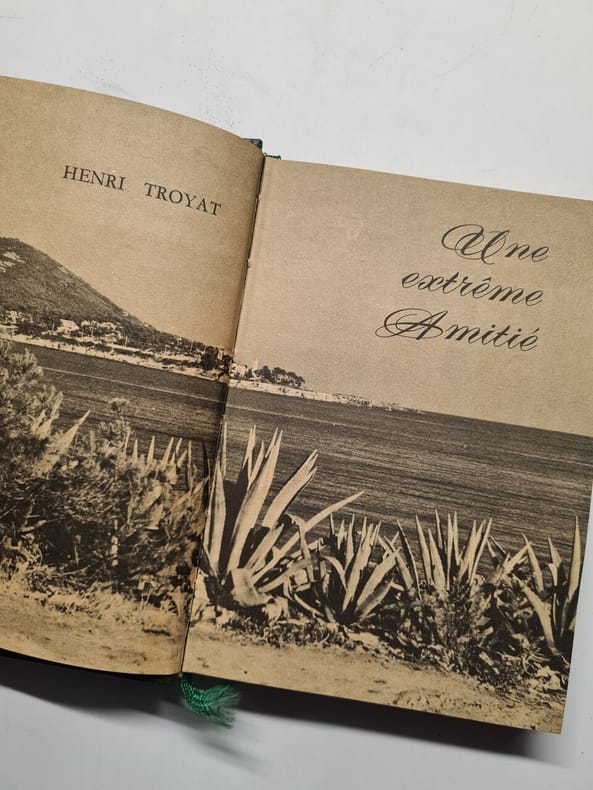 HENRI TROYAT
Une
extrême
Amitié